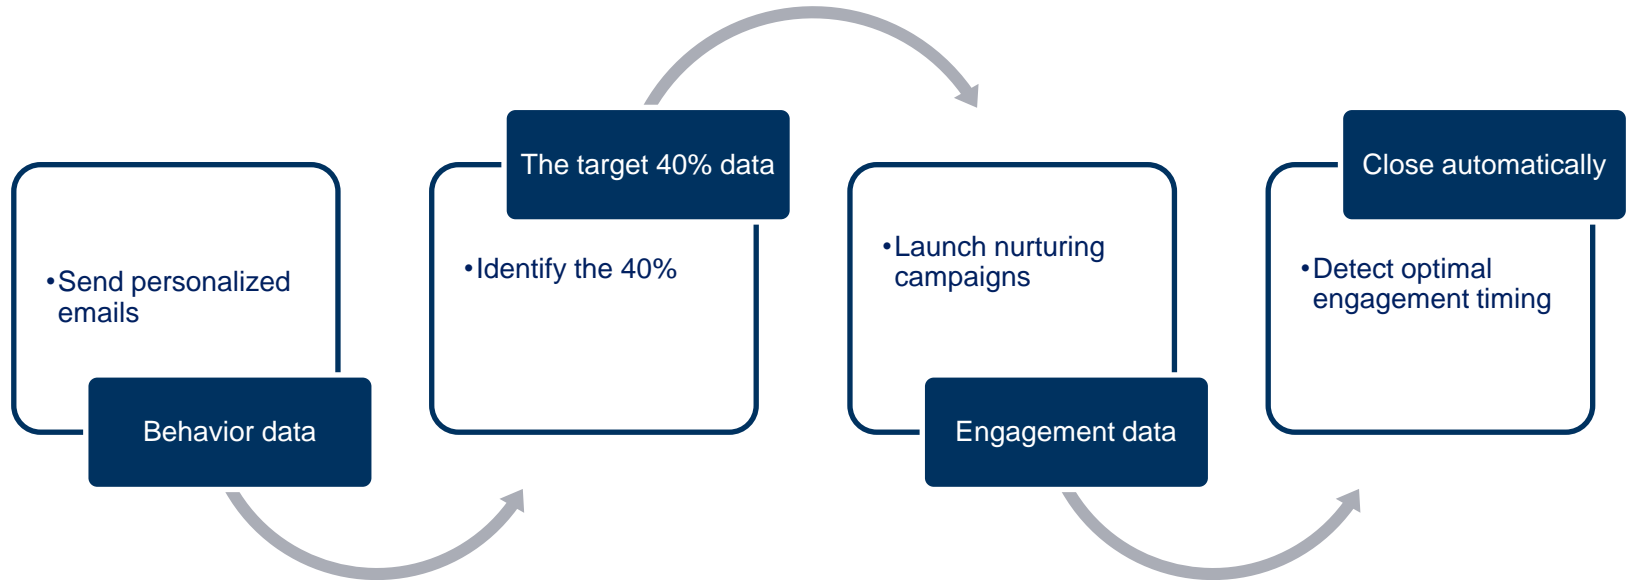 •Send personalized
emails
Behavior data
The target 40% data
•Identify the 40%
•Launch nurturing
campaigns
Engagement data
Close automatically
•Detect optimal
engagement timing